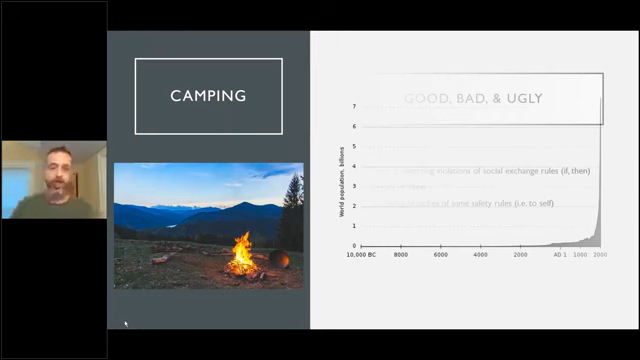 CAMPING
GOOD, BAD, & UGLY
7
6
5
4
3
2
1
0
World population, billions
violations of social exchange rules (if, then)
of some safety rules (i.e. to self)
10,000 BC 8000 6000 4000 2000 AD 1 1000 2000